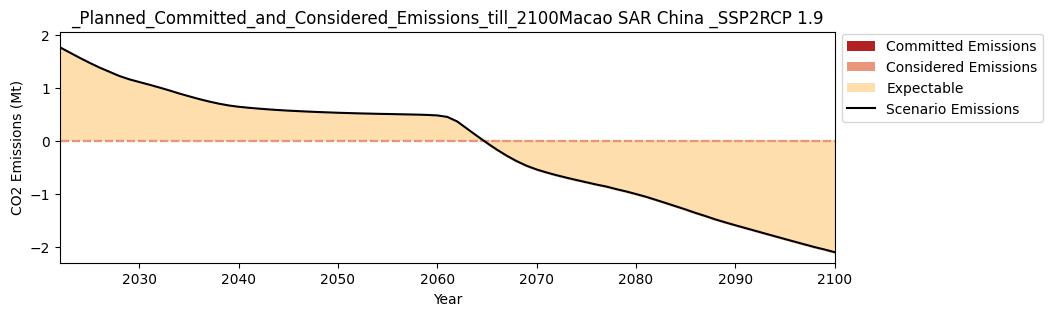 _Planned_Committed_and_Considered_Emissions_till_2100Macao SAR China _SSP2RCP 1.9
Committed Emissions
Considered Emissions
Expectable
Scenario Emissions
CO2 Emissions (Mt)
2
1
0
−1
−2
2030 2040 2050 2060 2070 2080 2090 2100
Year